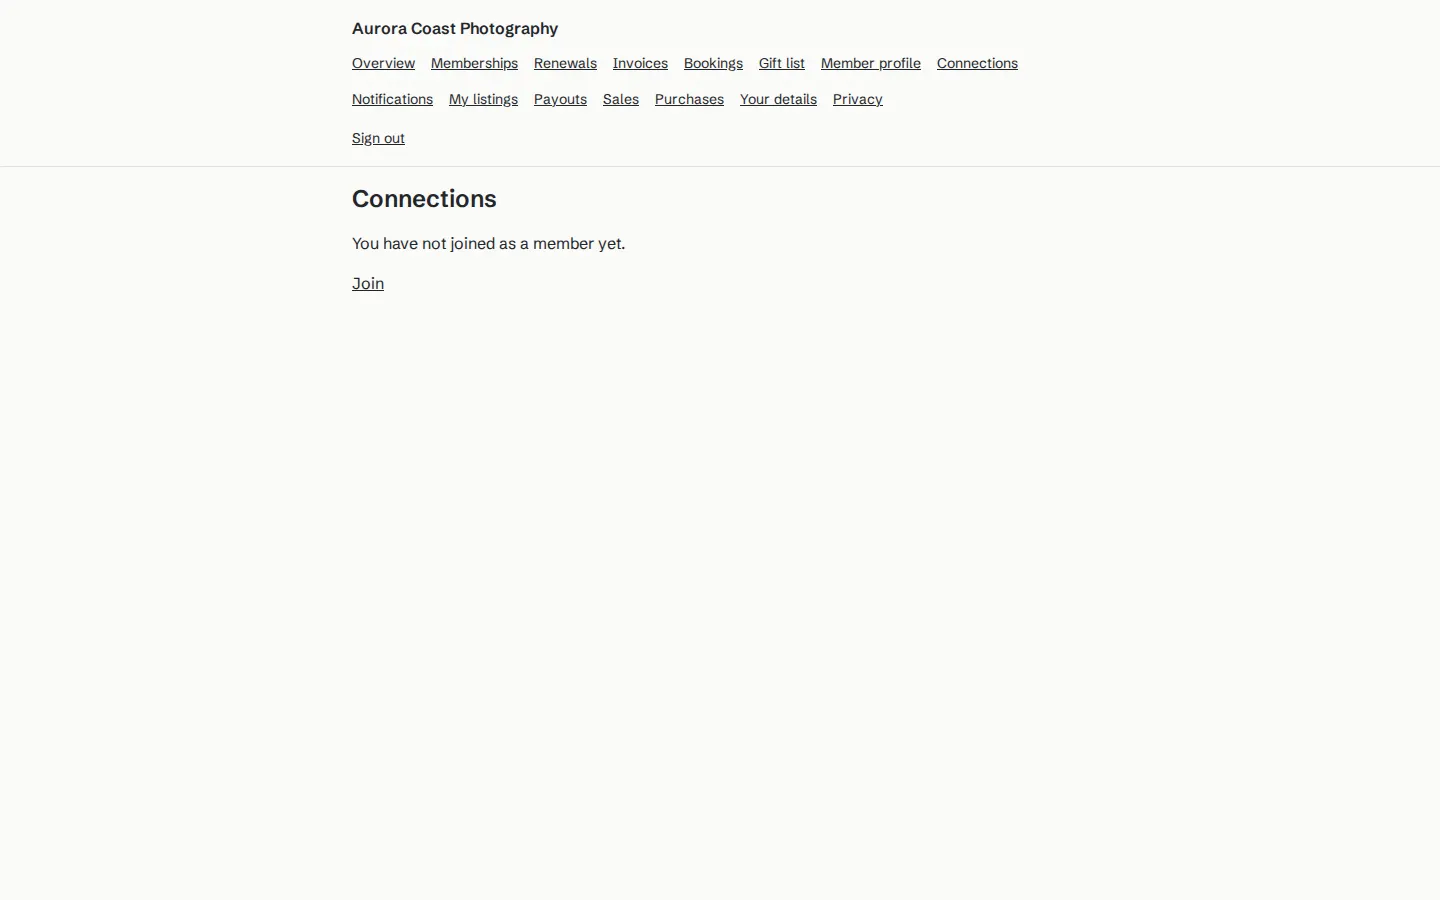 Aurora Coast Photography
Overview Memberships Renewals Invoices Bookings Gift list Member profile Connections
Notifications My listings Payouts Sales Purchases Your details Privacy
Sign out
Connections
You have not joined as a member yet.
Join